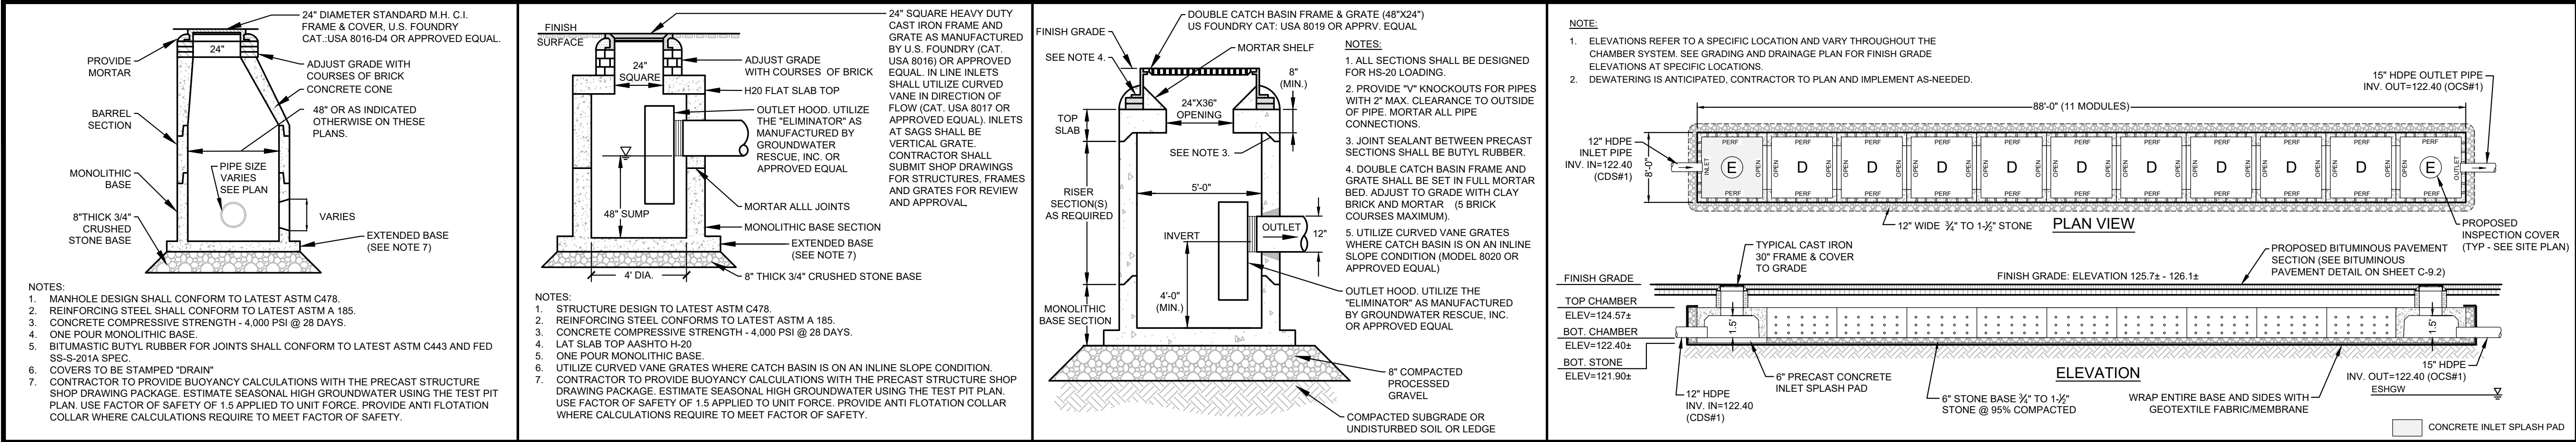 24" DIAMETER STANDARD M.H. C.I.
FRAME & COVER, U.S. FOUNDRY
CAT.:USA 8016-D4 OR APPROVED EQUAL.
24"
PROVIDE
MORTAR
ADJUST GRADE WITH
COURSES OF BRICK
CONCRETE CONE
BARREL
SECTION
48" OR AS INDICATED
OTHERWISE ON THESE
PLANS.
PIPE SIZE
VARIES
SEE PLAN
MONOLITHIC
BASE
8"THICK 3/4"
CRUSHED
STONE BASE
VARIES
EXTENDED BASE
(SEE NOTE 7)
NOTES:
1. MANHOLE DESIGN SHALL CONFORM TO LATEST ASTM C478.
2. REINFORCING STEEL SHALL CONFORM TO LATEST ASTM A 185.
3. CONCRETE COMPRESSIVE STRENGTH - 4,000 PSI @ 28 DAYS.
4. ONE POUR MONOLITHIC BASE.
5. BITUMASTIC BUTYL RUBBER FOR JOINTS SHALL CONFORM TO LATEST ASTM C443 AND FED
SS-S-201A SPEC.
6. COVERS TO BE STAMPED "DRAIN"
7. CONTRACTOR TO PROVIDE BUOYANCY CALCULATIONS WITH THE PRECAST STRUCTURE
SHOP DRAWING PACKAGE. ESTIMATE SEASONAL HIGH GROUNDWATER USING THE TEST PIT
PLAN. USE FACTOR OF SAFETY OF 1.5 APPLIED TO UNIT FORCE. PROVIDE ANTI FLOTATION
COLLAR WHERE CALCULATIONS REQUIRE TO MEET FACTOR OF SAFETY.
FINISH
SURFACE
24"
SQUARE
24" SQUARE HEAVY DUTY
CAST IRON FRAME AND
GRATE AS MANUFACTURED
BY U.S. FOUNDRY (CAT.
USA 8016) OR APPROVED
EQUAL. IN LINE INLETS
SHALL UTILIZE CURVED
VANE IN DIRECTION OF
FLOW (CAT. USA 8017 OR
APPROVED EQUAL). INLETS
AT SAGS SHALL BE
VERTICAL GRATE.
CONTRACTOR SHALL
SUBMIT SHOP DRAWINGS
FOR STRUCTURES, FRAMES
AND GRATES FOR REVIEW
AND APPROVAL.
ADJUST GRADE
WITH COURSES OF BRICK
H20 FLAT SLAB TOP
OUTLET HOOD. UTILIZE
THE "ELIMINATOR" AS
MANUFACTURED BY
GROUNDWATER
RESCUE, INC. OR
APPROVED EQUAL
48" SUMP
MORTAR ALLL JOINTS
MONOLITHIC BASE SECTION
EXTENDED BASE
(SEE NOTE 7)
4' DIA.
8" THICK 3/4" CRUSHED STONE BASE
NOTES:
1. STRUCTURE DESIGN TO LATEST ASTM C478.
2. REINFORCING STEEL CONFORMS TO LATEST ASTM A 185.
3. CONCRETE COMPRESSIVE STRENGTH - 4,000 PSI @ 28 DAYS.
4. LAT SLAB TOP AASHTO H-20
5. ONE POUR MONOLITHIC BASE.
6. UTILIZE CURVED VANE GRATES WHERE CATCH BASIN IS ON AN INLINE SLOPE CONDITION.
7. CONTRACTOR TO PROVIDE BUOYANCY CALCULATIONS WITH THE PRECAST STRUCTURE SHOP
DRAWING PACKAGE. ESTIMATE SEASONAL HIGH GROUNDWATER USING THE TEST PIT PLAN.
USE FACTOR OF SAFETY OF 1.5 APPLIED TO UNIT FORCE. PROVIDE ANTI FLOTATION COLLAR
WHERE CALCULATIONS REQUIRE TO MEET FACTOR OF SAFETY.
DOUBLE CATCH BASIN FRAME & GRATE (48"X24")
US FOUNDRY CAT: USA 8019 OR APPRV. EQUAL
FINISH GRADE
MORTAR SHELF
SEE NOTE 4.
8"
(MIN.)
24"X36"
OPENING
TOP
SLAB
SEE NOTE 3.
5'-0"
RISER
SECTION(S)
AS REQUIRED
INVERT
OUTLET
12"
4'-0"
(MIN.)
MONOLITHIC
BASE SECTION
OUTLET HOOD. UTILIZE THE
"ELIMINATOR" AS MANUFACTURED
BY GROUNDWATER RESCUE, INC.
OR APPROVED EQUAL
8" COMPACTED
PROCESSED
GRAVEL
COMPACTED SUBGRADE OR
UNDISTURBED SOIL OR LEDGE
NOTES:
1. ALL SECTIONS SHALL BE DESIGNED
FOR HS-20 LOADING.
2. PROVIDE "V" KNOCKOUTS FOR PIPES
WITH 2" MAX. CLEARANCE TO OUTSIDE
OF PIPE. MORTAR ALL PIPE
CONNECTIONS.
3. JOINT SEALANT BETWEEN PRECAST
SECTIONS SHALL BE BUTYL RUBBER.
4. DOUBLE CATCH BASIN FRAME AND
GRATE SHALL BE SET IN FULL MORTAR
BED. ADJUST TO GRADE WITH CLAY
BRICK AND MORTAR (5 BRICK
COURSES MAXIMUM).
5. UTILIZE CURVED VANE GRATES
WHERE CATCH BASIN IS ON AN INLINE
SLOPE CONDITION (MODEL 8020 OR
APPROVED EQUAL)
NOTE:
1. ELEVATIONS REFER TO A SPECIFIC LOCATION AND VARY THROUGHOUT THE
CHAMBER SYSTEM. SEE GRADING AND DRAINAGE PLAN FOR FINISH GRADE
ELEVATIONS AT SPECIFIC LOCATIONS.
2. DEWATERING IS ANTICIPATED, CONTRACTOR TO PLAN AND IMPLEMENT AS-NEEDED.
15" HDPE OUTLET PIPE
INV. OUT=122.40 (OCS#1)
88'-0" (11 MODULES)
12" HDPE
INLET PIPE
INV. IN=122.40
(CDS#1)
8'-0"
PERF PERF PERF PERF PERF PERF PERF PERF PERF PERF PERF
INLET E OPEN OPEN D OPEN D OPEN D OPEN D OPEN D OPEN D OPEN D OPEN D OPEN D OPEN E OUTLET
PERF PERF PERF PERF PERF PERF PERF PERF PERF PERF PERF
12" WIDE ¾" TO 1-½" STONE
PLAN VIEW
PROPOSED
INSPECTION COVER
(TYP - SEE SITE PLAN)
TYPICAL CAST IRON
30" FRAME & COVER
TO GRADE
PROPOSED BITUMINOUS PAVEMENT
SECTION (SEE BITUMINOUS
PAVEMENT DETAIL ON SHEET C-9.2)
FINISH GRADE
FINISH GRADE: ELEVATION 125.7± - 126.1±
TOP CHAMBER
ELEV=124.57±
1.5'
1.5'
BOT. CHAMBER
ELEV=122.40±
BOT. STONE
ELEV=121.90±
12" HDPE
INV. IN=122.40
(CDS#1)
6" PRECAST CONCRETE
INLET SPLASH PAD
ELEVATION
6" STONE BASE ¾" TO 1-½"
STONE @ 95% COMPACTED
WRAP ENTIRE BASE AND SIDES WITH
GEOTEXTILE FABRIC/MEMBRANE
15" HDPE
INV. OUT=122.40 (OCS#1)
ESHGW
CONCRETE INLET SPLASH PAD